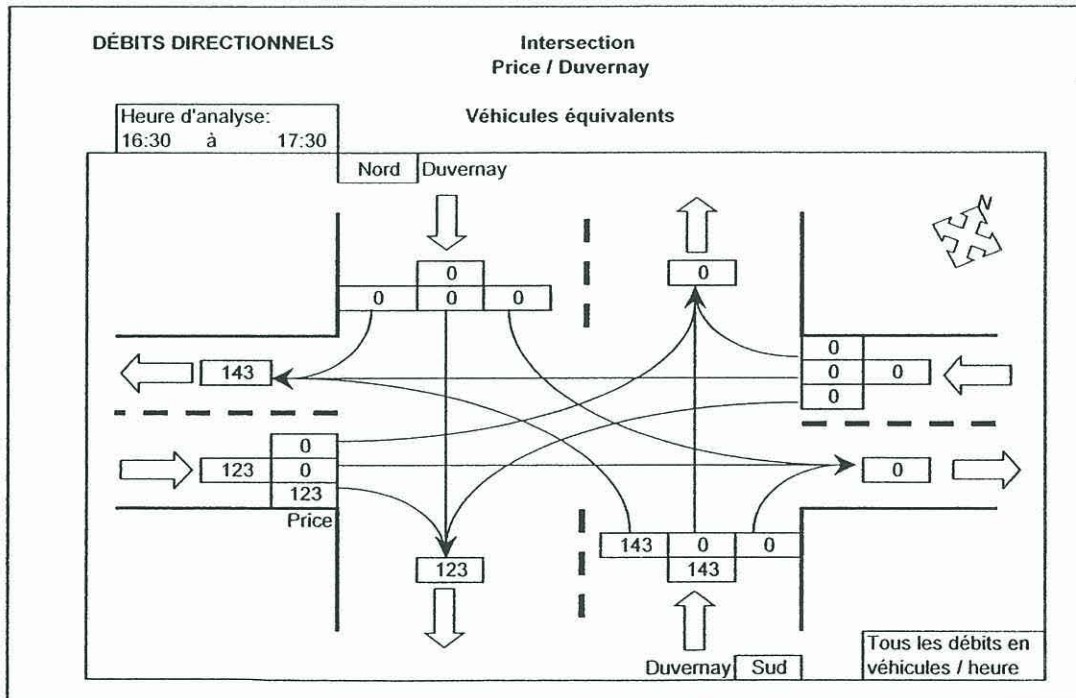 DÉBITS DIRECTIONNELS
Intersection
Price / Duvernay
Véhicules équivalents
Heure d'analyse:
16:30 à 17:30
Nord Duvernay
N
0
0 0 0
0
143
0
0 0
0
0
123 0
123
Price
0
123
143 0 0
143
Duvernay Sud
Tous les débits en
véhicules / heure